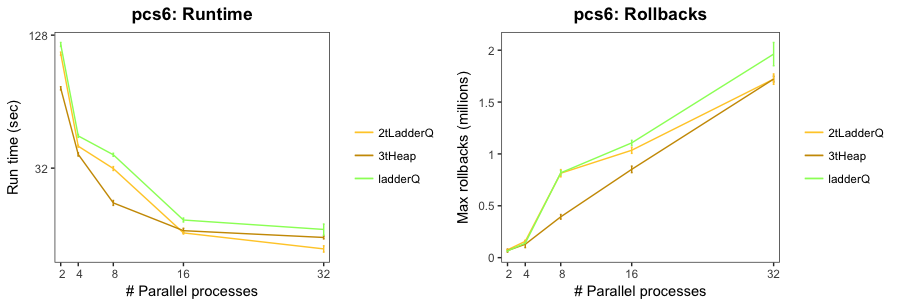 pcs6: Runtime
128
32
Run time (sec)
2 4 8 16 32
# Parallel processes
2tLadderQ
3tHeap
ladderQ
pcs6: Rollbacks
2
1.5
1
0.5
0
Max rollbacks (millions)
2 4 8 16 32
# Parallel processes
2tLadderQ
3tHeap
ladderQ